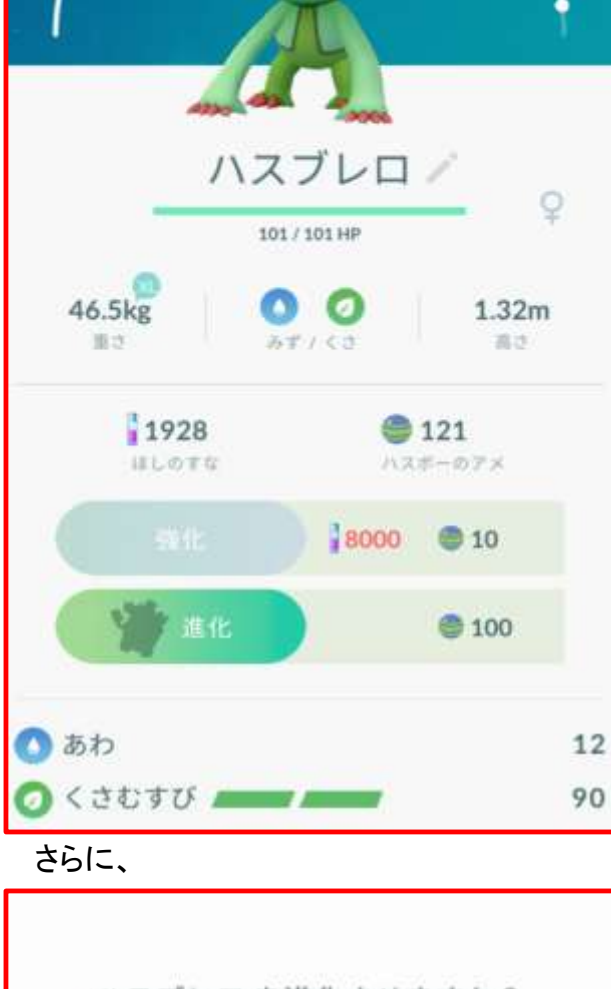 ハスブレロ
101 / 101 HP
XL
46.5kg
重さ
みず / くさ
1.32m
高さ
1928
ほしのすな
121
ハスボーのアメ
強化 8000 10
進化 100
あわ 12
くさむすび 90
さらに、